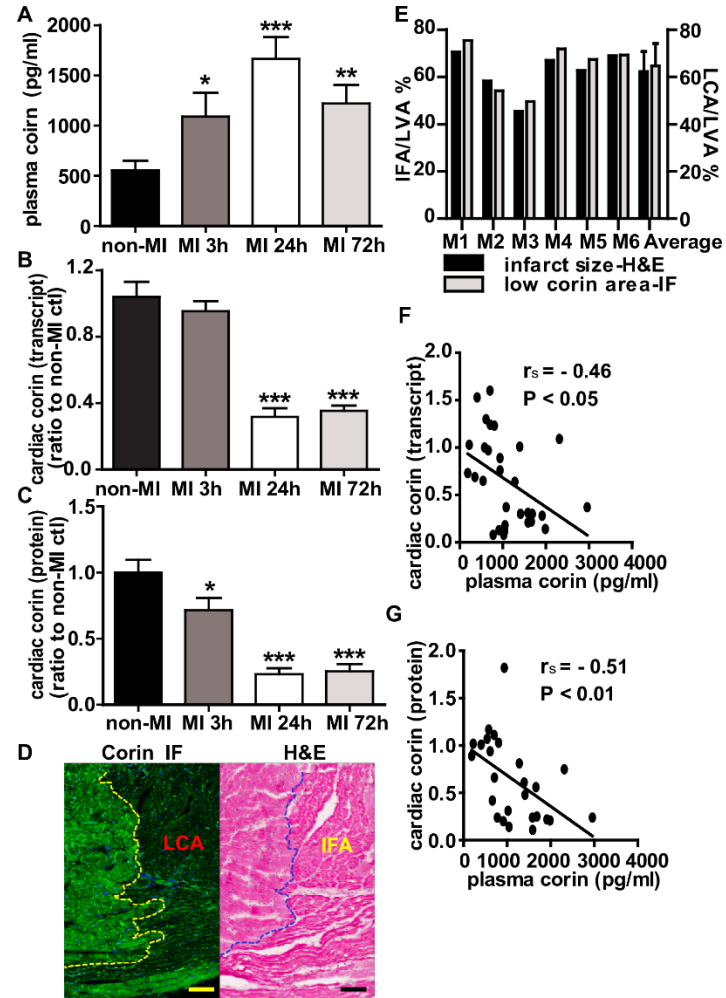 A
plasma coirn (pg/ml)
2000
1500
1000
500
0
*
***
**
non-MI MI 3h MI 24h MI 72h
B
cardiac corin (transcript)
(ratio to non-MI ctl)
1.2
0.8
0.4
0.0
***
***
non-MI MI 3h MI 24h MI 72h
C
cardiac corin (protein)
(ratio to non-MI ctl)
1.5
1.0
0.5
0.0
*
***
***
non-MI MI 3h MI 24h MI 72h
D
Corin IF
H&E
LCA
IFA
E
IFA/LVA %
80
60
40
20
0
LCA/LVA %
80
60
40
20
0
M1 M2 M3 M4 M5 M6 Average
infarct size-H&E
low corin area-IF
F
cardiac corin (transcript)
2.0
1.5
1.0
0.5
0.0
rs = - 0.46
P < 0.05
0 1000 2000 3000 4000
plasma corin (pg/ml)
G
cardiac corin (protein)
2.0
1.5
1.0
0.5
0.0
rs = - 0.51
P < 0.01
0 1000 2000 3000 4000
plasma corin (pg/ml)